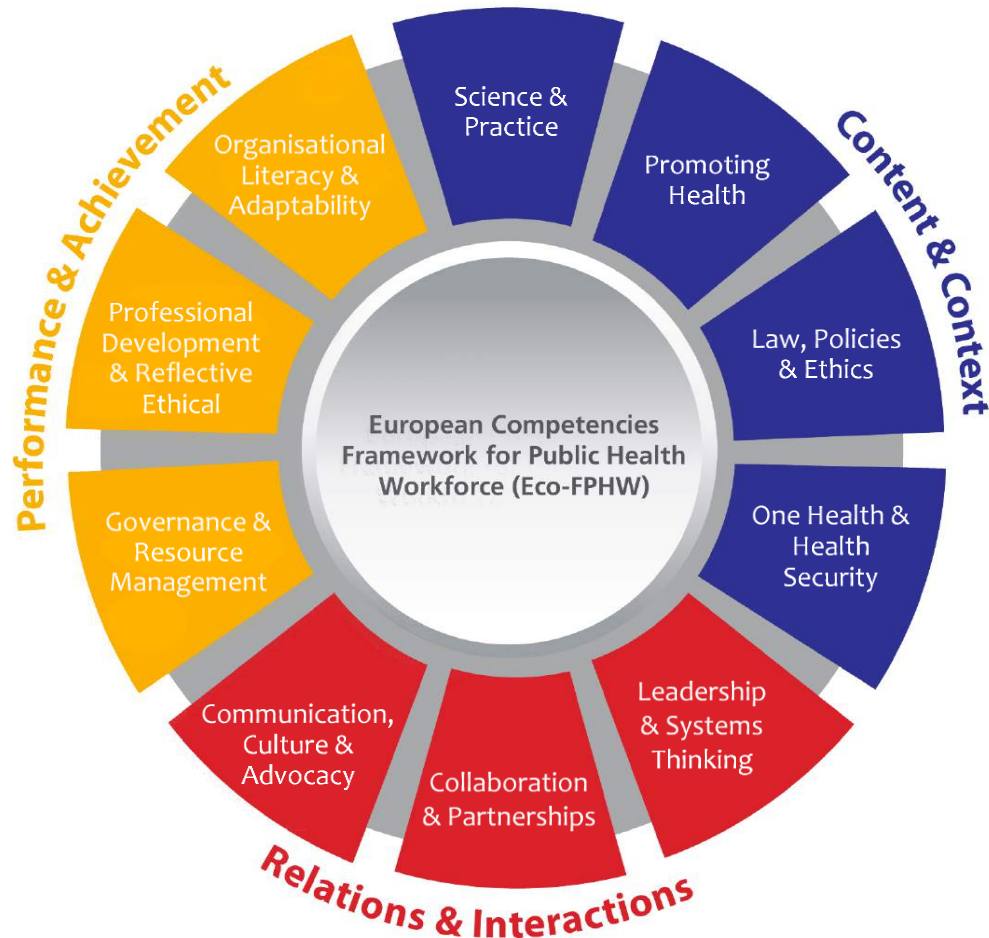 Science &
Practice
Promoting
Health
Law, Policies
& Ethics
One Health &
Health
Security
Leadership
& Systems
Thinking
Collaboration
& Partnerships
Communication,
Culture &
Advocacy
Governance &
Resource
Management
Professional
Development
& Reflective
Ethical
Organisational
Literacy &
Adaptability
European Competencies
Framework for Public Health
Workforce (Eco-FPHW)
Content & Context
Relations & Interactions
Performance & Achievement